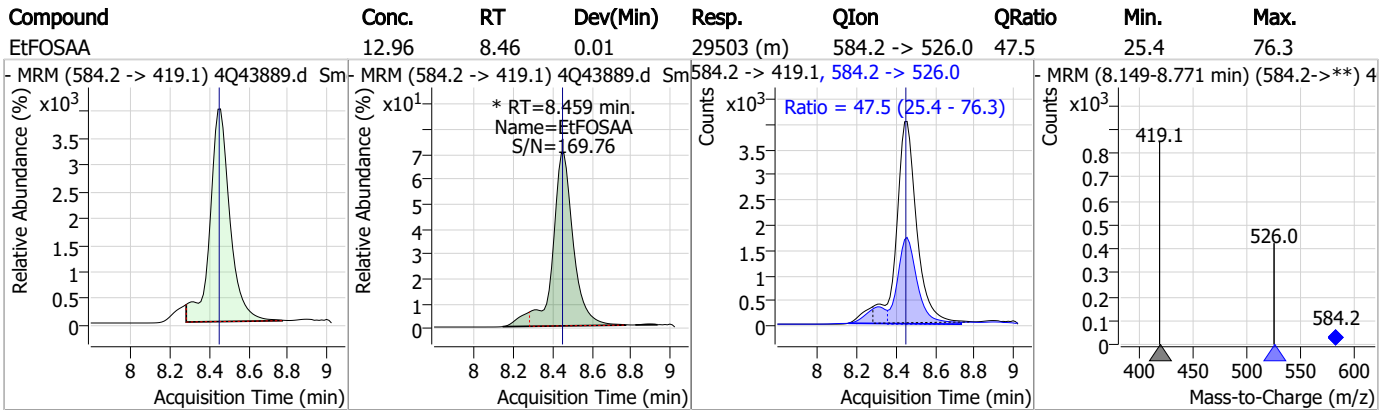 Compound Conc. RT Dev(Min) Resp. QIon QRatio Min. Max.
EtFOSAA 12.96 8.46 0.01 29503 (m) 584.2 -> 526.0 47.5 25.4 76.3
- MRM (584.2 -> 419.1) 4Q43889.d Sm
Relative Abundance (%)
x10³
3.5
3
2.5
2
1.5
1
0.5
0
8 8.2 8.4 8.6 8.8 9
Acquisition Time (min)
- MRM (584.2 -> 419.1) 4Q43889.d Sm
Relative Abundance (%)
x10¹
* RT=8.459 min.
Name=EtFOSAA
S/N=169.76
7
6
5
4
3
2
1
0
8 8.2 8.4 8.6 8.8 9
Acquisition Time (min)
584.2 -> 419.1, 584.2 -> 526.0
Counts
x10³
Ratio = 47.5 (25.4 - 76.3)
3.5
3
2.5
2
1.5
1
0.5
0
8 8.2 8.4 8.6 8.8 9
Acquisition Time (min)
- MRM (8.149-8.771 min) (584.2->**) 4
Counts
x10³
419.1
0.8
0.7
0.6
0.5
526.0
0.4
0.3
0.2
584.2
0.1
0
400 450 500 550 600
Mass-to-Charge (m/z)